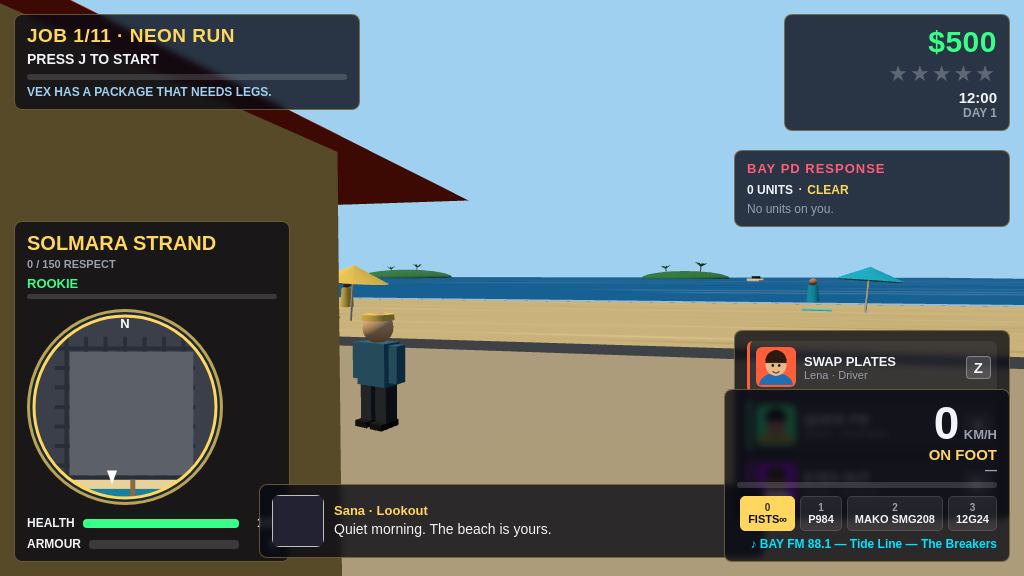 JOB 1/11 · NEON RUN
PRESS J TO START
VEX HAS A PACKAGE THAT NEEDS LEGS.
$500
★★★★★
12:00
DAY 1
BAY PD RESPONSE
0 UNITS · CLEAR
No units on you.
SOLMARA STRAND
0 / 150 RESPECT
ROOKIE
N
HEALTH
ARMOUR
SWAP PLATES
Lena · Driver
Z
0 KM/H
ON FOOT
—
0 1 2 3
FISTS∞ P984 MAKO SMG208 12G24
♪ BAY FM 88.1 — Tide Line — The Breakers
Sana · Lookout
Quiet morning. The beach is yours.